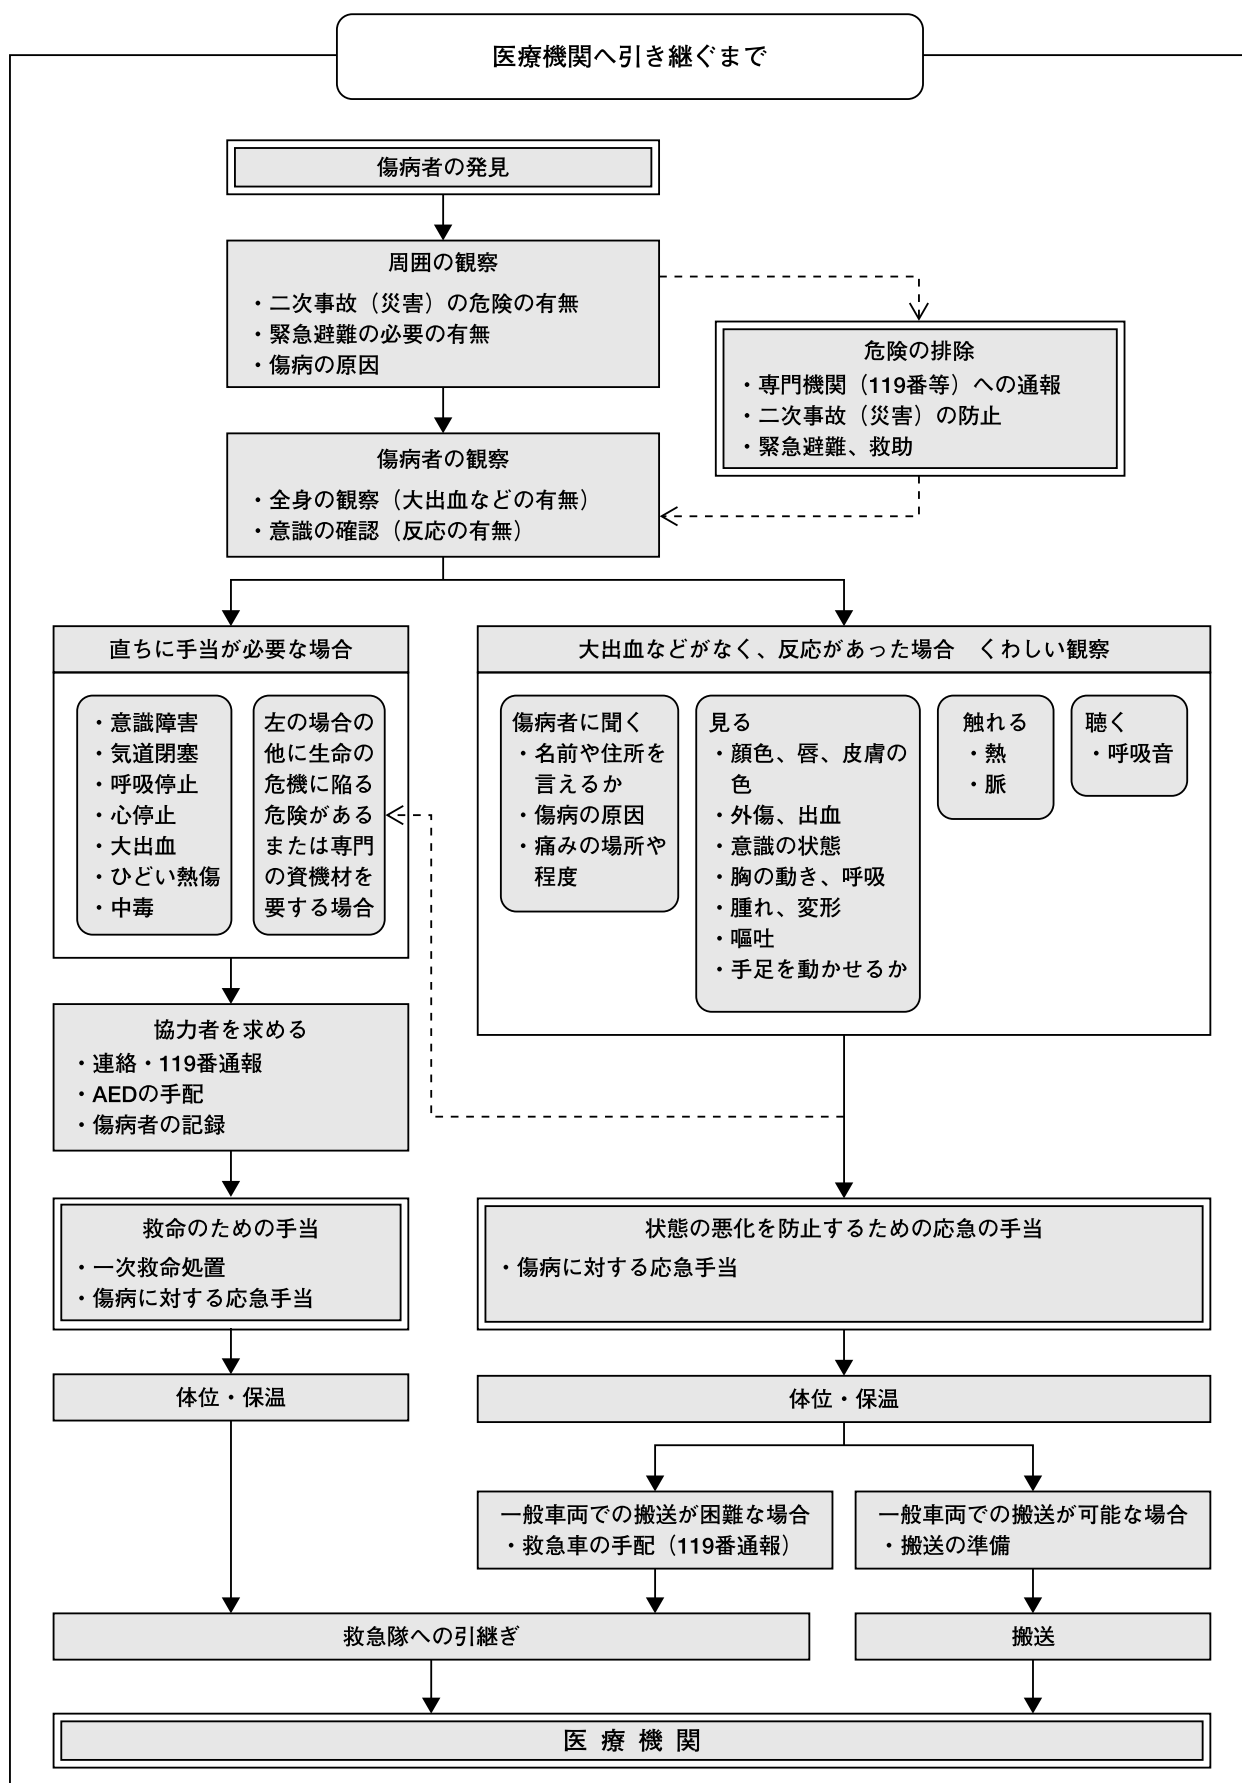 医療機関へ引き継ぐまで
傷病者の発見
周囲の観察
・二次事故（災害）の危険の有無
・緊急避難の必要の有無
・傷病の原因
危険の排除
・専門機関（119番等）への通報
・二次事故（災害）の防止
・緊急避難、救助
傷病者の観察
・全身の観察（大出血などの有無）
・意識の確認（反応の有無）
直ちに手当が必要な場合
・意識障害
・気道閉塞
・呼吸停止
・心停止
・大出血
・ひどい熱傷
・中毒
左の場合の
他に生命の
危機に陥る
危険がある
または専門
の資機材を
要する場合
大出血などがなく、反応があった場合　くわしい観察
傷病者に聞く
・名前や住所を
言えるか
・傷病の原因
・痛みの場所や
程度
見る
・顔色、唇、皮膚の
色
・外傷、出血
・意識の状態
・胸の動き、呼吸
・腫れ、変形
・嘔吐
・手足を動かせるか
触れる
・熱
・脈
聴く
・呼吸音
協力者を求める
・連絡・119番通報
・AEDの手配
・傷病者の記録
救命のための手当
・一次救命処置
・傷病に対する応急手当
状態の悪化を防止するための応急の手当
・傷病に対する応急手当
体位・保温
体位・保温
一般車両での搬送が困難な場合
・救急車の手配（119番通報）
一般車両での搬送が可能な場合
・搬送の準備
救急隊への引継ぎ
搬送
医 療 機 関